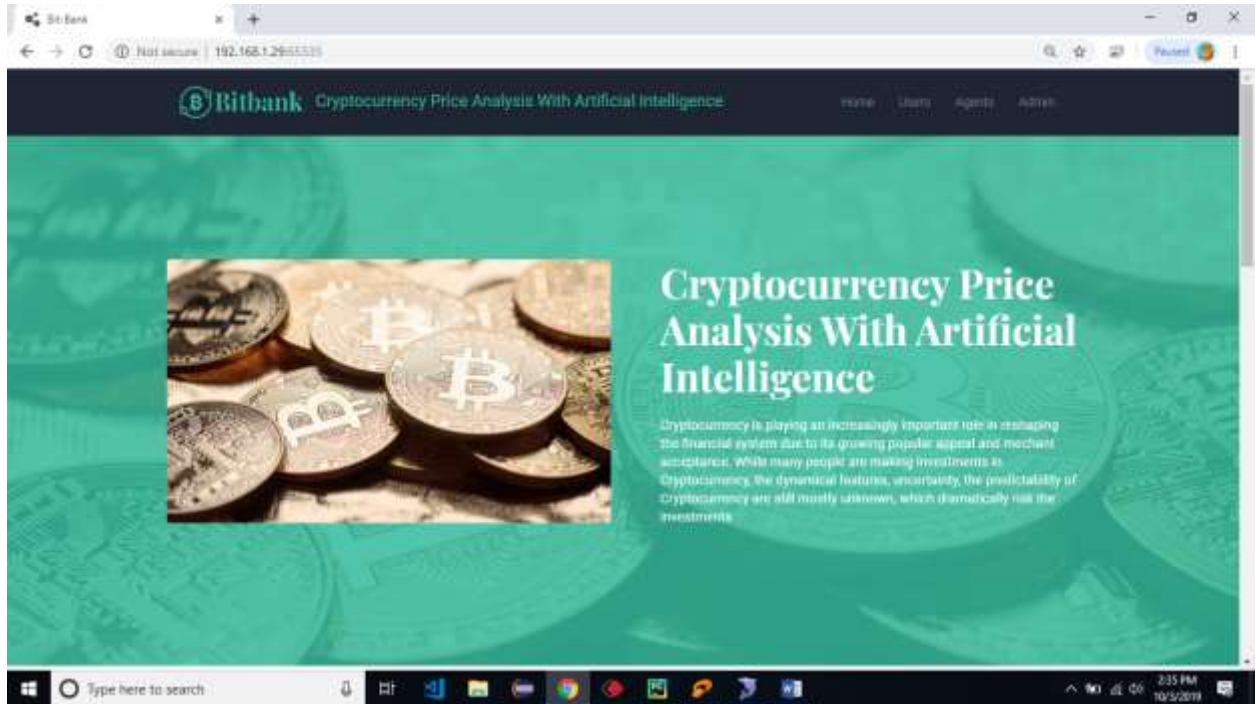 Bit-Bank
Not secure | 192.168.1.29:65535
Paused
Bitbank Cryptocurrency Price Analysis With Artificial Intelligence
Home Users Agents Admin
Cryptocurrency Price
Analysis With Artificial
Intelligence
Cryptocurrency is playing an increasingly important role in reshaping
the financial system due to its growing popular appeal and mechant
acceptance. While many people are making investments in
Cryptocurrency, the dynamical features, uncertainty, the predictability of
Cryptocurrency are still mostly unknown, which dramatically risk the
investments.
Type here to search
2:35 PM
10/3/2019